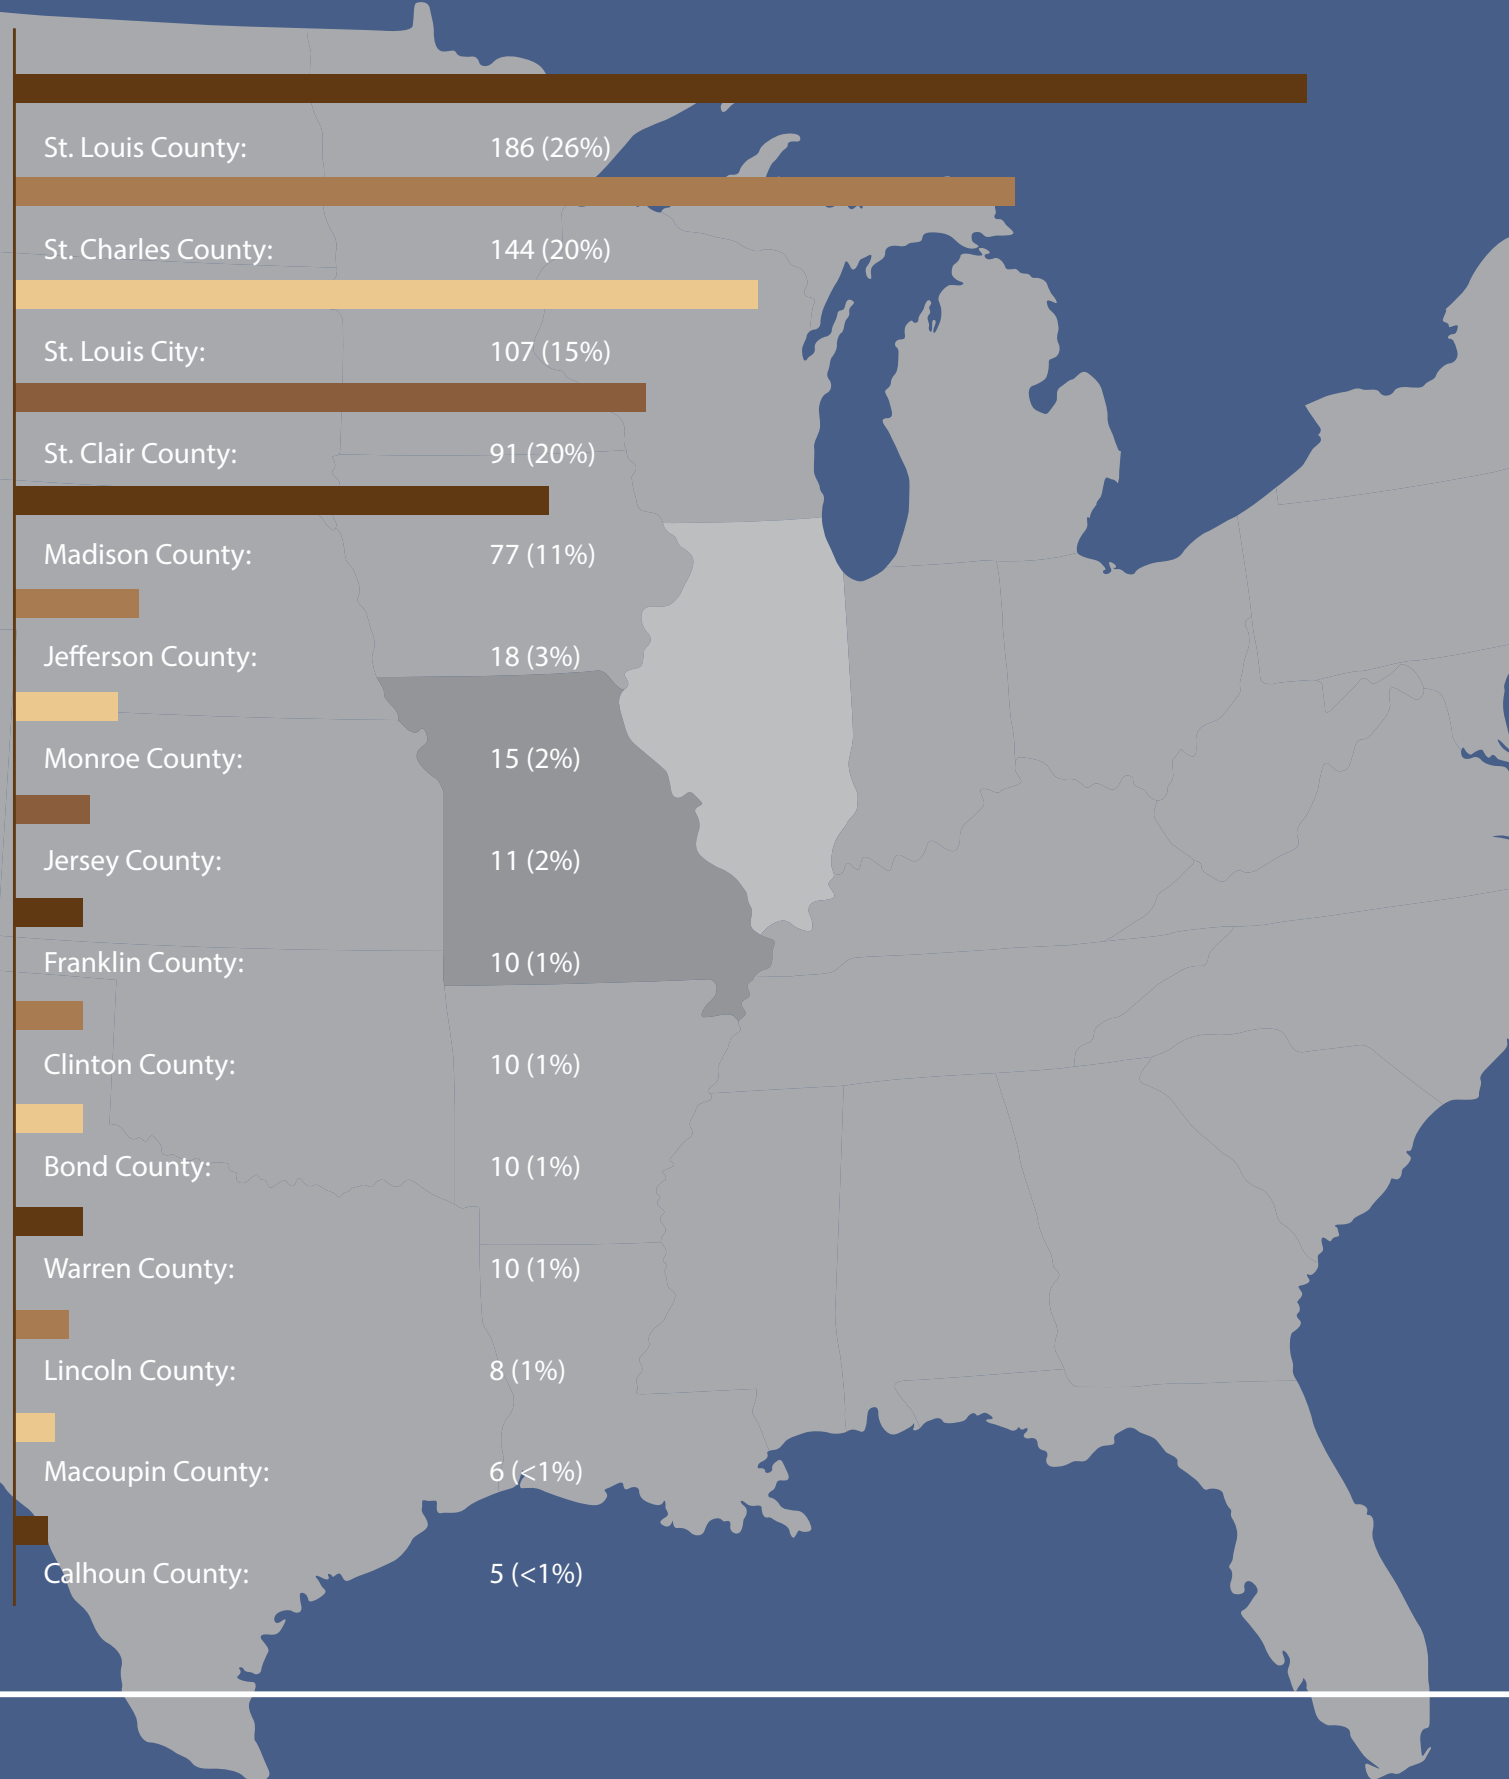 St. Louis County: 186 (26%)
St. Charles County: 144 (20%)
St. Louis City: 107 (15%)
St. Clair County: 91 (20%)
Madison County: 77 (11%)
Jefferson County: 18 (3%)
Monroe County: 15 (2%)
Jersey County: 11 (2%)
Franklin County: 10 (1%)
Clinton County: 10 (1%)
Bond County: 10 (1%)
Warren County: 10 (1%)
Lincoln County: 8 (1%)
Macoupin County: 6 (<1%)
Calhoun County: 5 (<1%)